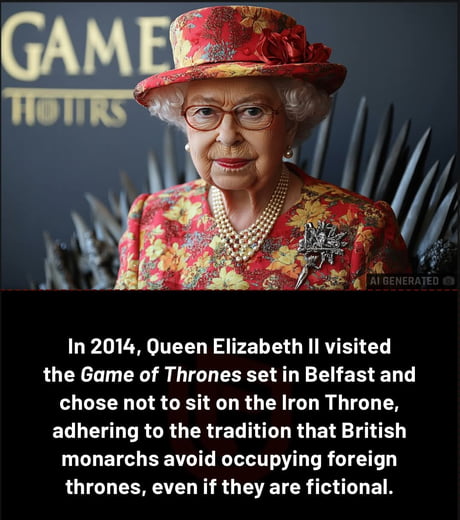 GAME
HOIIRS
AI GENERATED
In 2014, Queen Elizabeth II visited
the Game of Thrones set in Belfast and
chose not to sit on the Iron Throne,
adhering to the tradition that British
monarchs avoid occupying foreign
thrones, even if they are fictional.